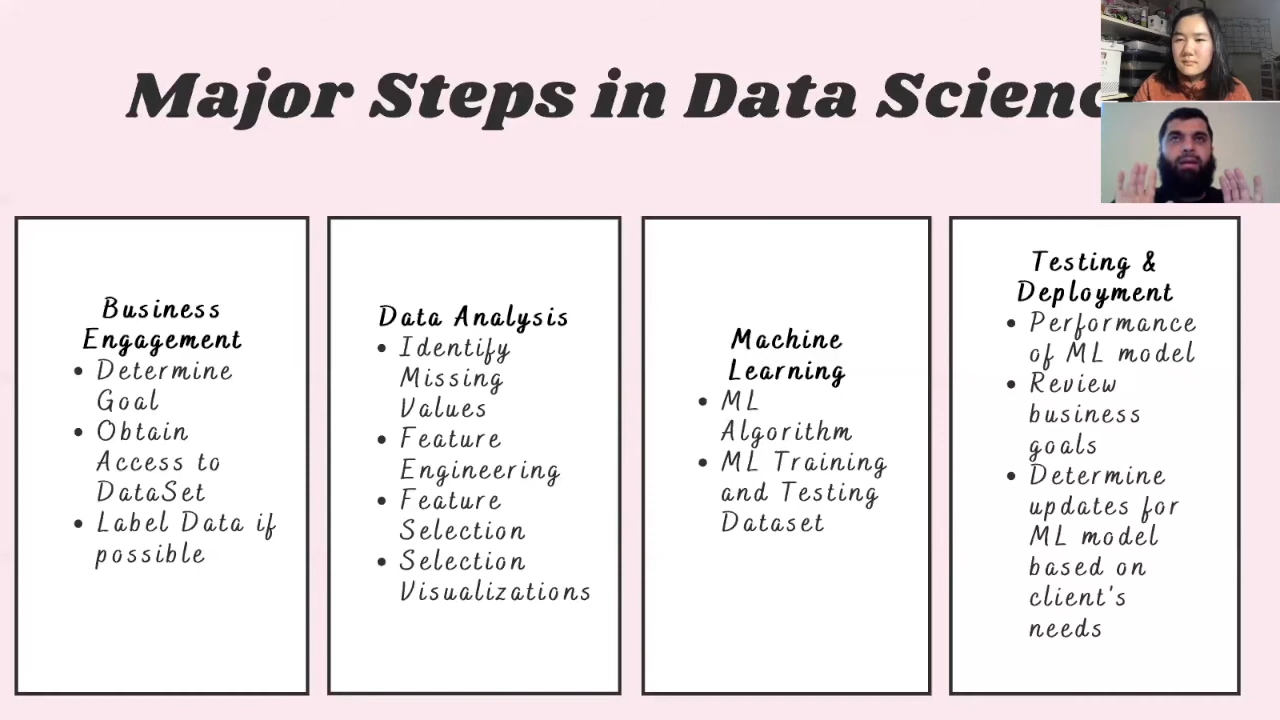 Major Steps in Data Scienc
Business
Engagement
• Determine
Goal
• Obtain
Access to
DataSet
• Label Data if
possible
Data Analysis
• Identify
Missing
Values
• Feature
Engineering
• Feature
Selection
• Selection
Visualizations
Machine
Learning
• ML
Algorithm
• ML Training
and Testing
Dataset
Testing &
Deployment
• Performance
of ML model
• Review
business
goals
• Determine
updates for
ML model
based on
client's
needs